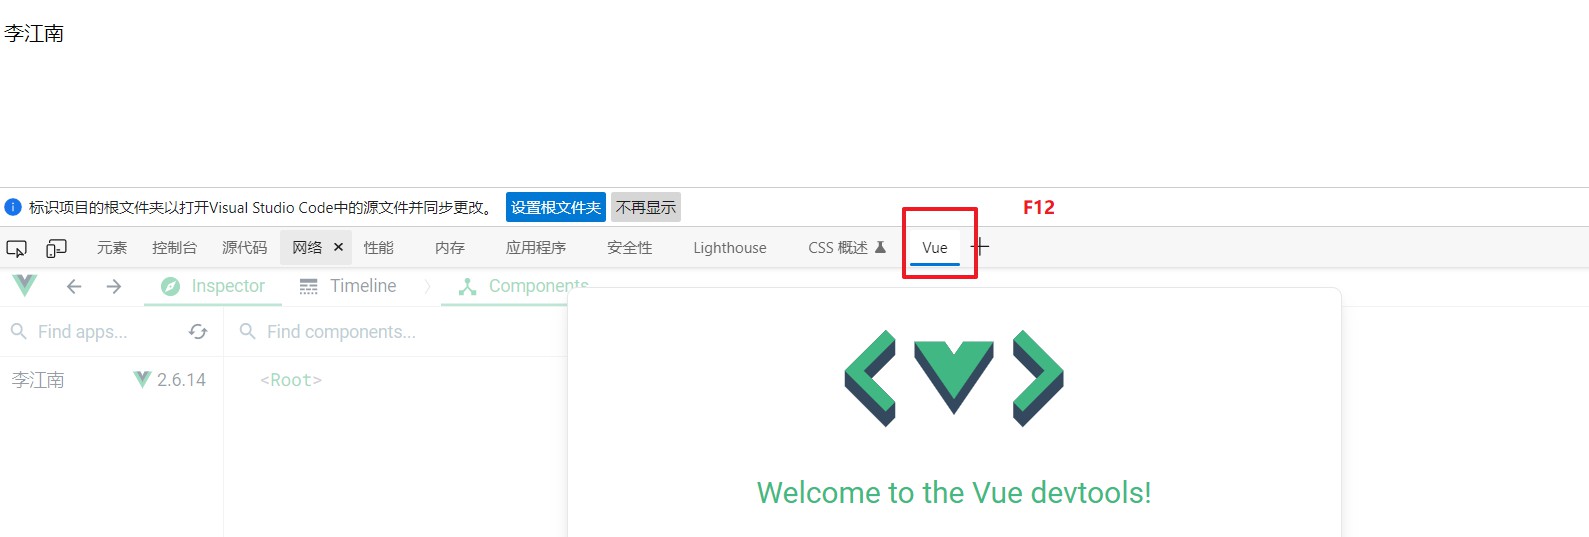 李江南
标识项目的根文件夹以打开Visual Studio Code中的源文件并同步更改。 设置根文件夹 不再显示 F12
元素 控制台 源代码 网络 × 性能 内存 应用程序 安全性 Lighthouse CSS 概述 Vue +
Inspector Timeline Components
Find apps... Find components...
李江南 2.6.14 <Root>
Welcome to the Vue devtools!